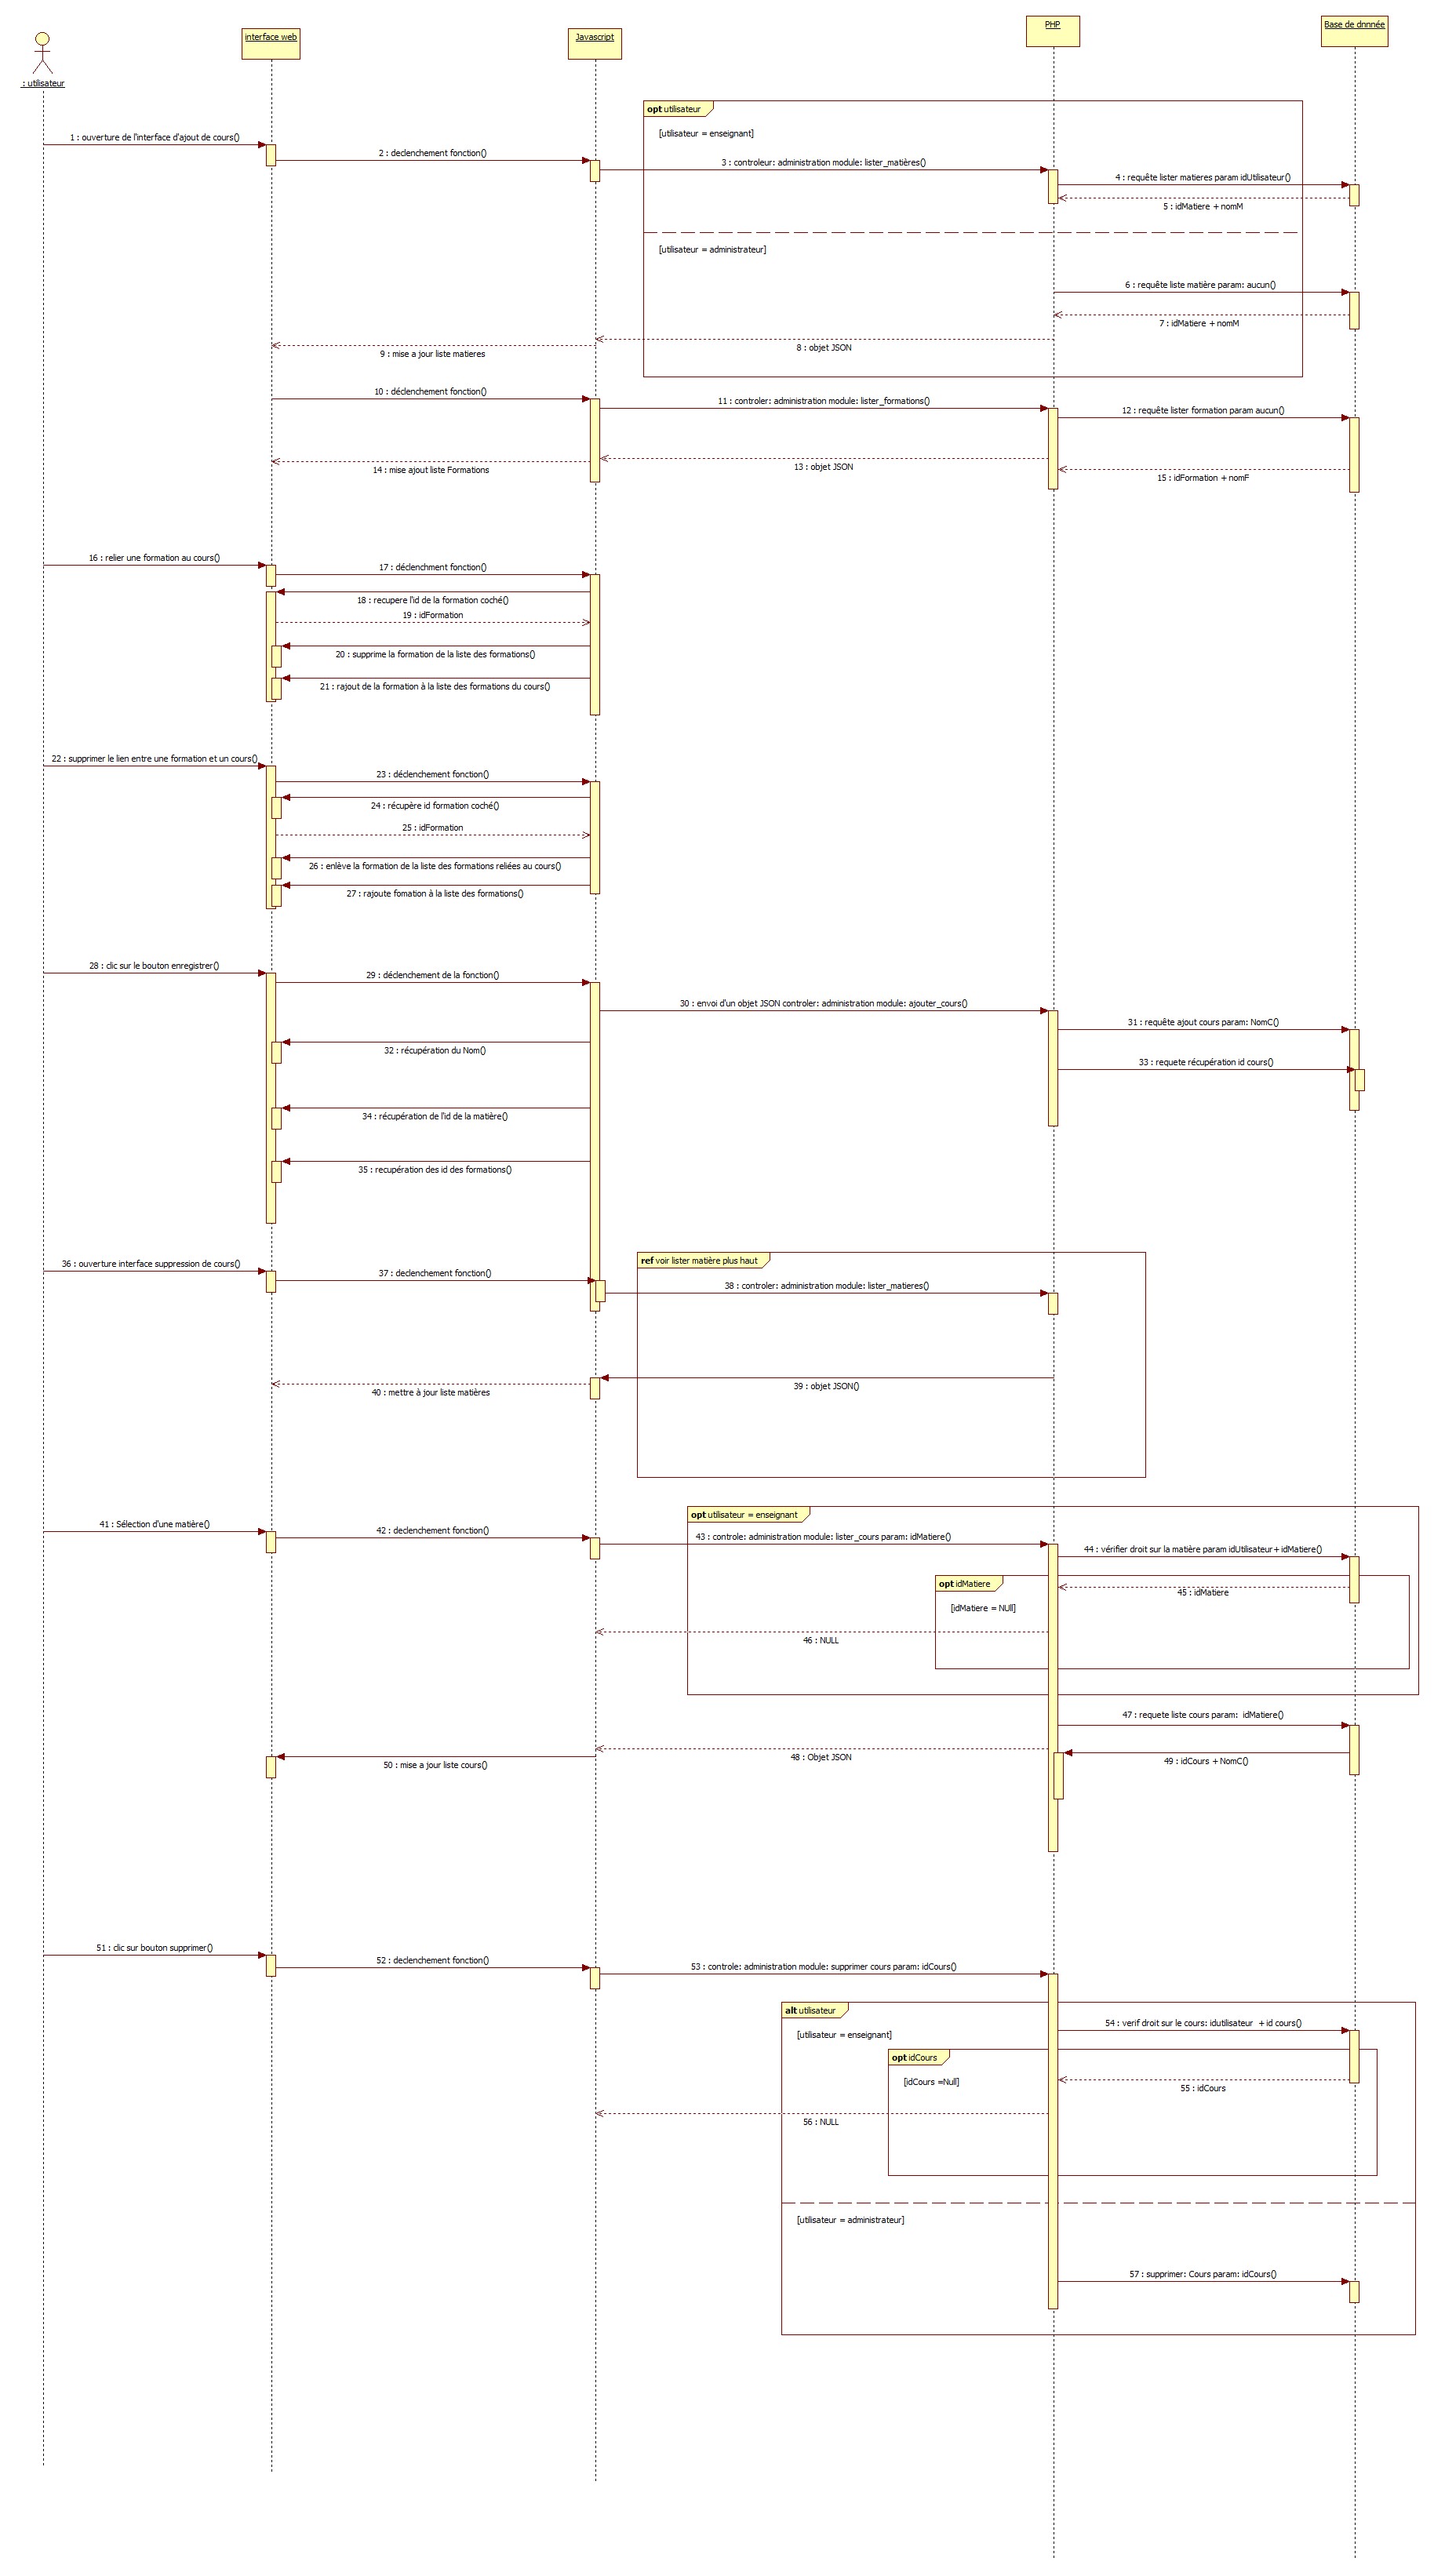 PHP
Base de dnnnée
interface web
Javascript
: utilisateur
opt utilisateur
[utilisateur = enseignant]
1 : ouverture de l'interface d'ajout de cours()
2 : declenchement fonction()
3 : controleur: administration module: lister_matières()
4 : requête lister matieres param idUtilisateur()
5 : idMatiere + nomM
[utilisateur = administrateur]
6 : requête liste matière param: aucun()
7 : idMatiere + nomM
8 : objet JSON
9 : mise a jour liste matieres
10 : déclenchement fonction()
11 : controler: administration module: lister_formations()
12 : requête lister formation param aucun()
13 : objet JSON
14 : mise ajout liste Formations
15 : idFormation + nomF
16 : relier une formation au cours()
17 : déclenchment fonction()
18 : recupere l'id de la formation coché()
19 : idFormation
20 : supprime la formation de la liste des formations()
21 : rajout de la formation à la liste des formations du cours()
22 : supprimer le lien entre une formation et un cours()
23 : déclenchement fonction()
24 : récupère id formation coché()
25 : idFormation
26 : enlève la formation de la liste des formations reliées au cours()
27 : rajoute fomation à la liste des formations()
28 : clic sur le bouton enregistrer()
29 : déclenchement de la fonction()
30 : envoi d'un objet JSON controler: administration module: ajouter_cours()
31 : requête ajout cours param: NomC()
32 : récupération du Nom()
33 : requete récupération id cours()
34 : récupération de l'id de la matière()
35 : recupération des id des formations()
ref voir lister matière plus haut
36 : ouverture interface suppression de cours()
37 : declenchement fonction()
38 : controler: administration module: lister_matieres()
39 : objet JSON()
40 : mettre à jour liste matières
opt utilisateur = enseignant
41 : Sélection d'une matière()
42 : declenchement fonction()
43 : controle: administration module: lister_cours param: idMatiere()
44 : vérifier droit sur la matière param idUtilisateur+ idMatiere()
opt idMatiere
45 : idMatiere
[idMatiere = NUll]
46 : NULL
47 : requete liste cours param:  idMatiere()
48 : Objet JSON
49 : idCours + NomC()
50 : mise a jour liste cours()
51 : clic sur bouton supprimer()
52 : declenchement fonction()
53 : controle: administration module: supprimer cours param: idCours()
alt utilisateur
54 : verif droit sur le cours: idutilisateur  + id cours()
[utilisateur = enseignant]
opt idCours
[idCours =Null]
55 : idCours
56 : NULL
[utilisateur = administrateur]
57 : supprimer: Cours param: idCours()